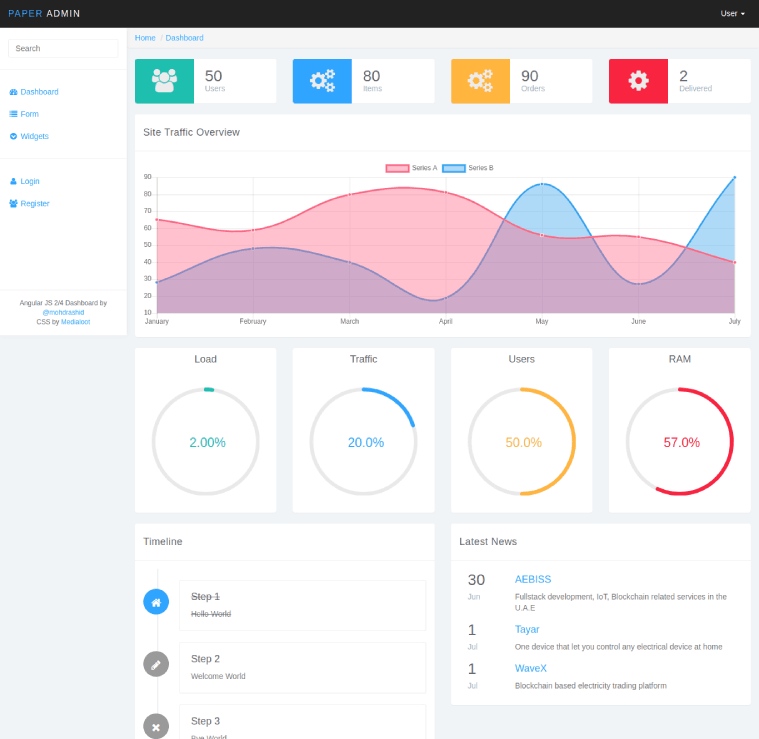 PAPER ADMIN
User
Search
Dashboard
Form
Widgets
Login
Register
Angular JS 2/4 Dashboard by
@mohdrashid
CSS by Medialoot
Home / Dashboard
50
Users
80
Items
90
Orders
2
Delivered
Site Traffic Overview
Series A
Series B
90
80
70
60
50
40
30
20
10
January
February
March
April
May
June
July
Load
2.00%
Traffic
20.0%
Users
50.0%
RAM
57.0%
Timeline
Step 1
Hello World
Step 2
Welcome World
Step 3
Bye World
Latest News
30
Jun
AEBISS
Fullstack development, IoT, Blockchain related services in the
U.A.E
1
Jul
Tayar
One device that let you control any electrical device at home
1
Jul
WaveX
Blockchain based electricity trading platform